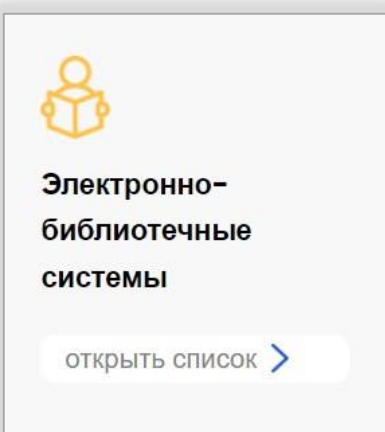 Электронно-
библиотечные
системы
открыть список